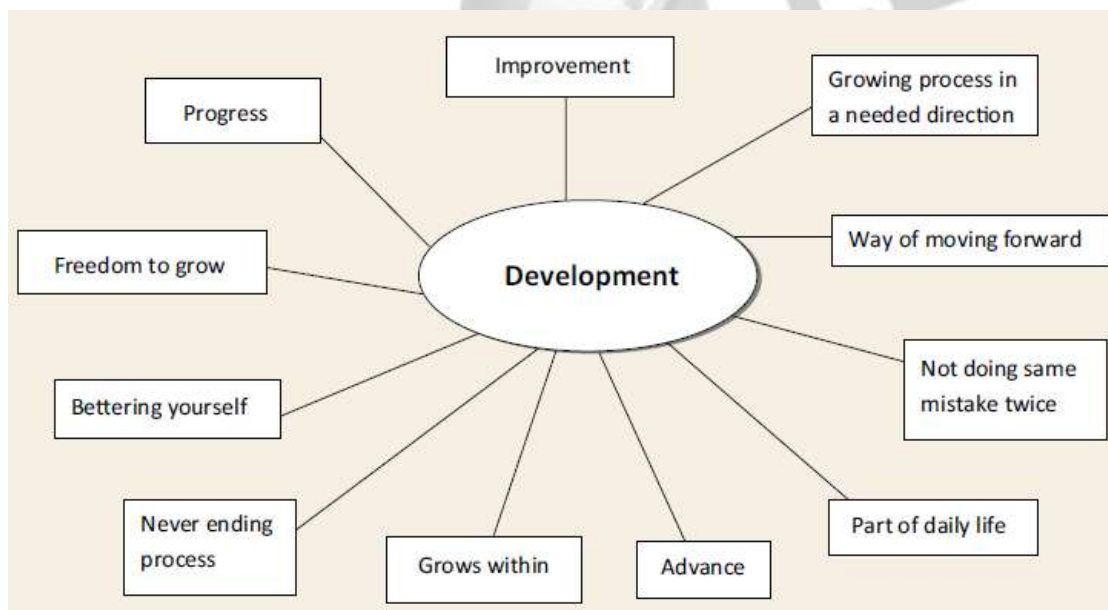 Improvement
Growing process in
a needed direction
Progress
Way of moving forward
Freedom to grow
Development
Not doing same
mistake twice
Bettering yourself
Never ending
process
Part of daily life
Grows within
Advance